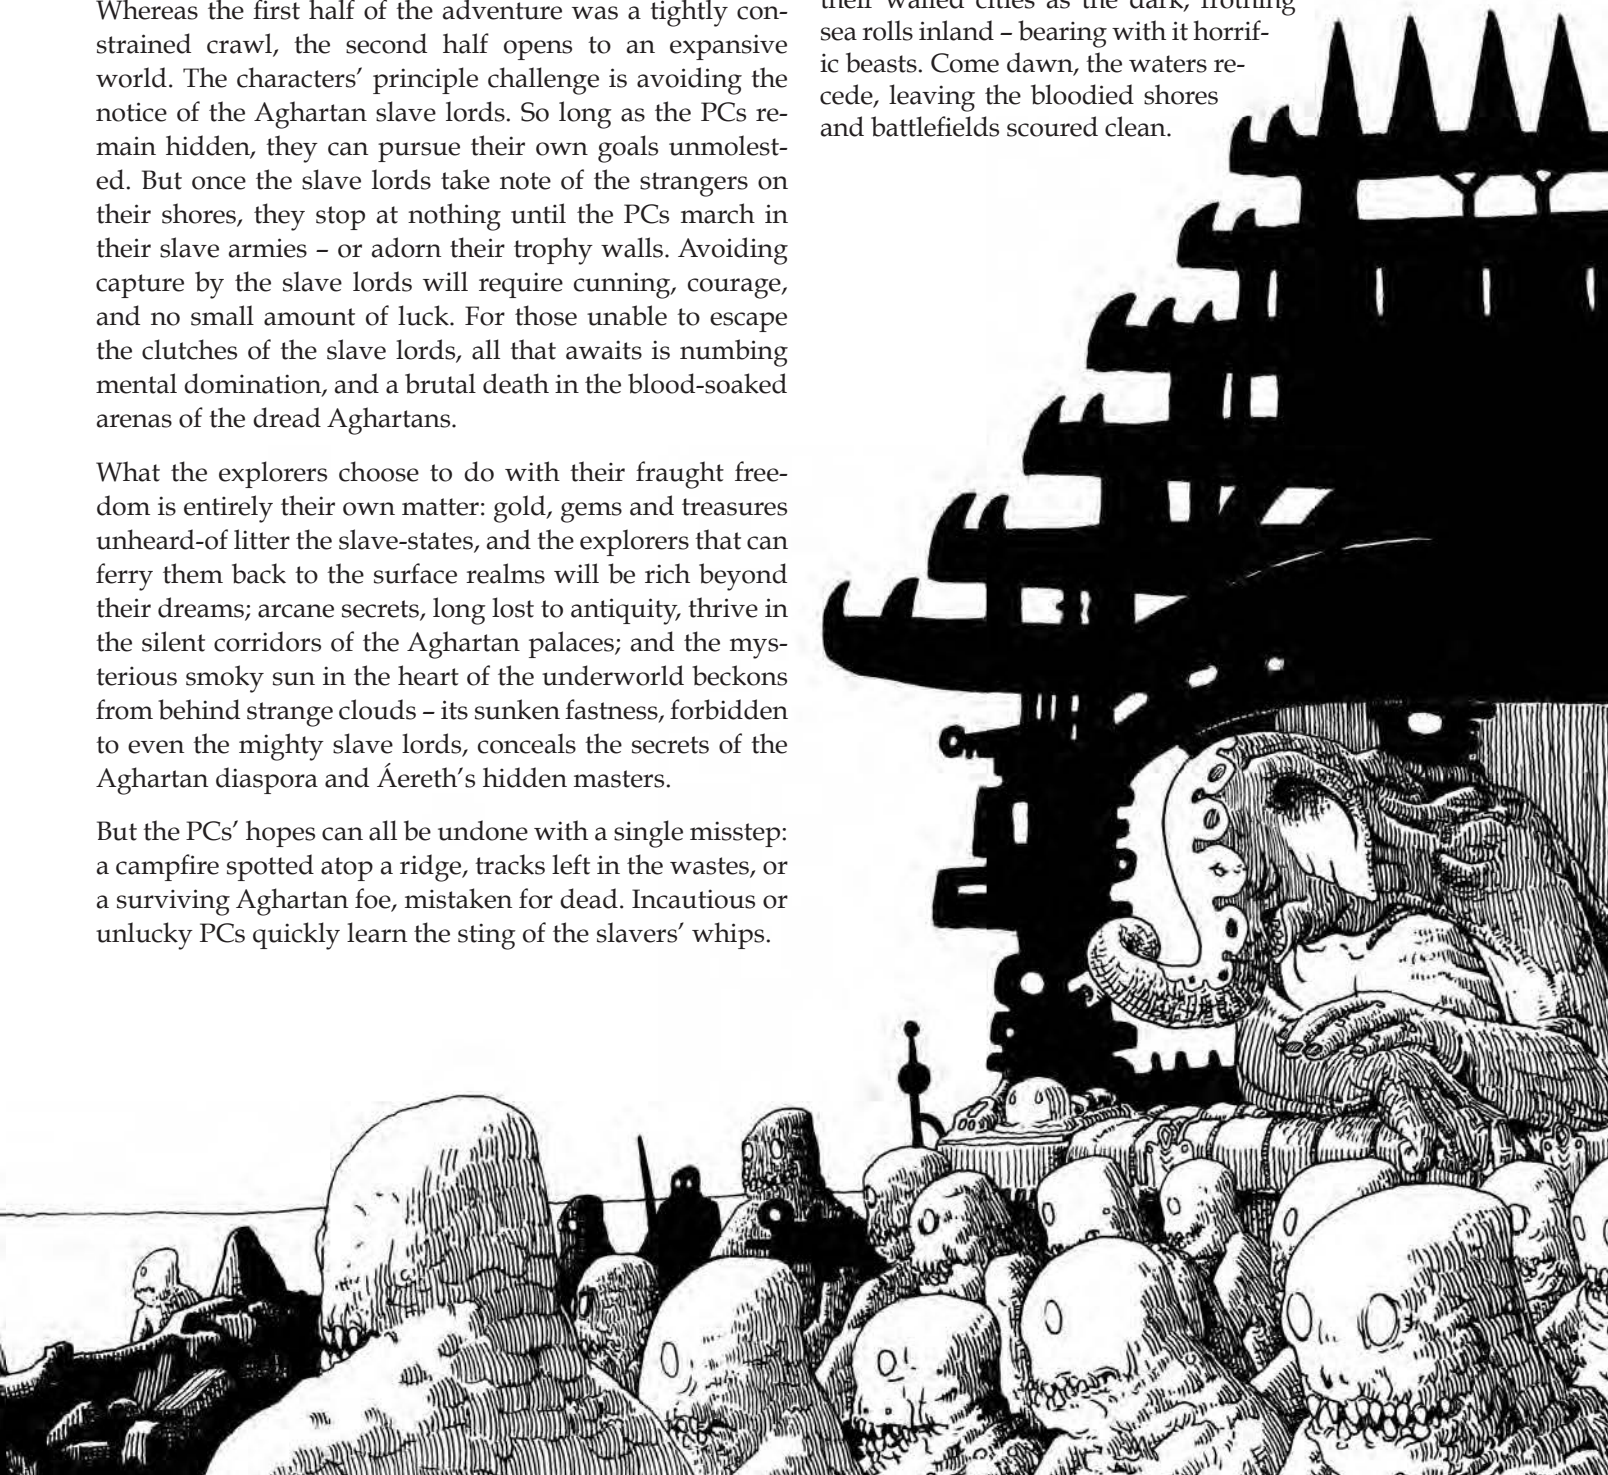 Whereas the first half of the adventure was a tightly con-
strained crawl, the second half opens to an expansive
world. The characters’ principle challenge is avoiding the
notice of the Aghartan slave lords. So long as the PCs re-
main hidden, they can pursue their own goals unmolest-
ed. But once the slave lords take note of the strangers on
their shores, they stop at nothing until the PCs march in
their slave armies – or adorn their trophy walls. Avoiding
capture by the slave lords will require cunning, courage,
and no small amount of luck. For those unable to escape
the clutches of the slave lords, all that awaits is numbing
mental domination, and a brutal death in the blood-soaked
arenas of the dread Aghartans.
What the explorers choose to do with their fraught free-
dom is entirely their own matter: gold, gems and treasures
unheard-of litter the slave-states, and the explorers that can
ferry them back to the surface realms will be rich beyond
their dreams; arcane secrets, long lost to antiquity, thrive in
the silent corridors of the Aghartan palaces; and the mys-
terious smoky sun in the heart of the underworld beckons
from behind strange clouds – its sunken fastness, forbidden
to even the mighty slave lords, conceals the secrets of the
Aghartan diaspora and Áereth’s hidden masters.
But the PCs’ hopes can all be undone with a single misstep:
a campfire spotted atop a ridge, tracks left in the wastes, or
a surviving Aghartan foe, mistaken for dead. Incautious or
unlucky PCs quickly learn the sting of the slavers’ whips.
their walled cities as the dark, frothing
sea rolls inland – bearing with it horrif-
ic beasts. Come dawn, the waters re-
cede, leaving the bloodied shores
and battlefields scoured clean.